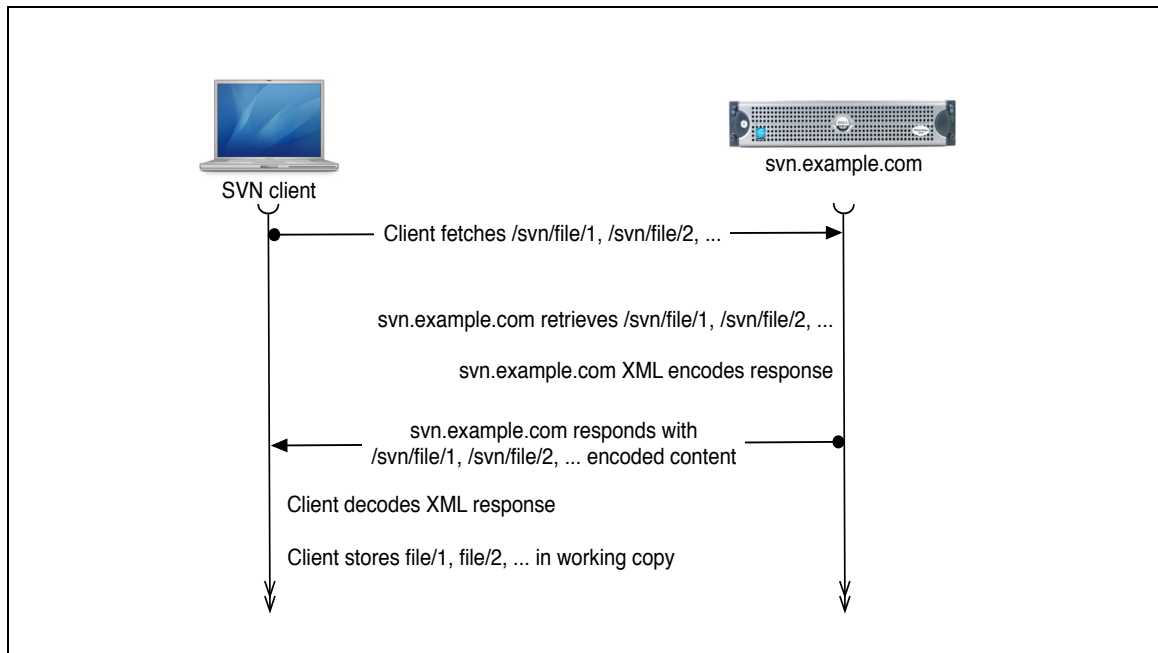 SVN client
svn.example.com
Client fetches /svn/file/1, /svn/file/2, ...
svn.example.com retrieves /svn/file/1, /svn/file/2, ...
svn.example.com XML encodes response
svn.example.com responds with
/svn/file/1, /svn/file/2, ... encoded content
Client decodes XML response
Client stores file/1, file/2, ... in working copy